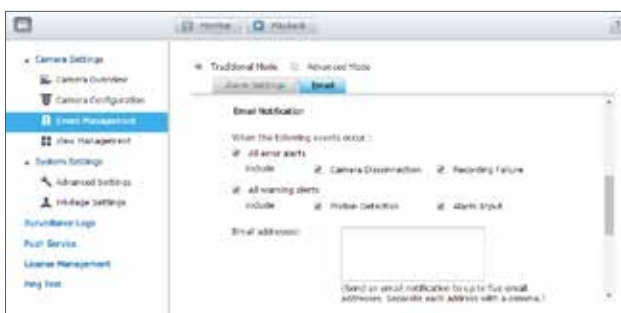 Monitor Playback
Camera Settings
Camera Overview
Camera Configuration
Event Management
View Management
System Settings
Advanced Settings
Privilege Settings
Surveillance Logs
Push Service
License Management
Ping Test
Traditional Mode Advanced Mode
Alarm Settings Email
Email Notification
When the following events occur :
All error alerts
Include Camera Disconnection Recording Failure
All warning alerts
Include Motion Detection Alarm Input
Email addresses:
(Send an email notification to up to five email
addresses. Separate each address with a comma.)